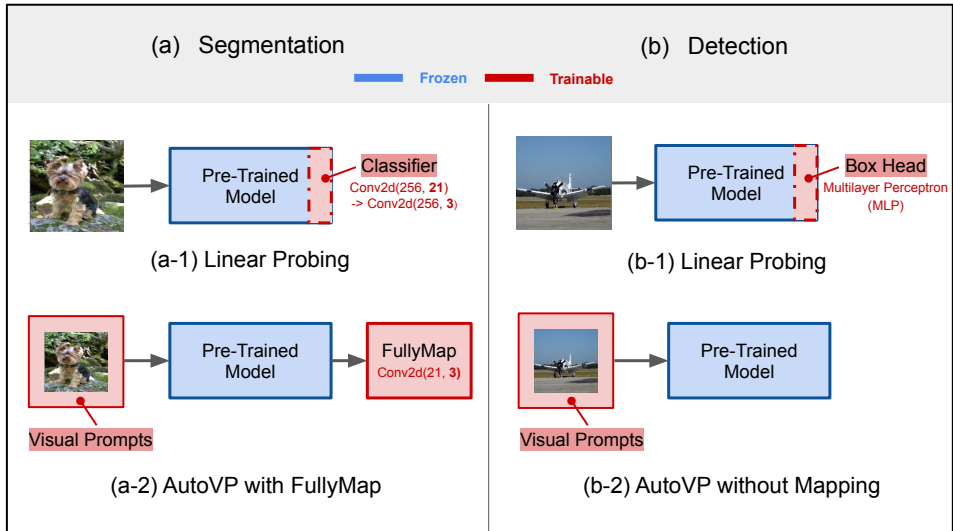 (a) Segmentation
(b) Detection
Frozen
Trainable
Pre-Trained
Model
Classifier
Conv2d(256, 21)
-> Conv2d(256, 3)
(a-1) Linear Probing
Pre-Trained
Model
Box Head
Multilayer Perceptron
(MLP)
(b-1) Linear Probing
Pre-Trained
Model
FullyMap
Conv2d(21, 3)
Visual Prompts
(a-2) AutoVP with FullyMap
Pre-Trained
Model
Visual Prompts
(b-2) AutoVP without Mapping